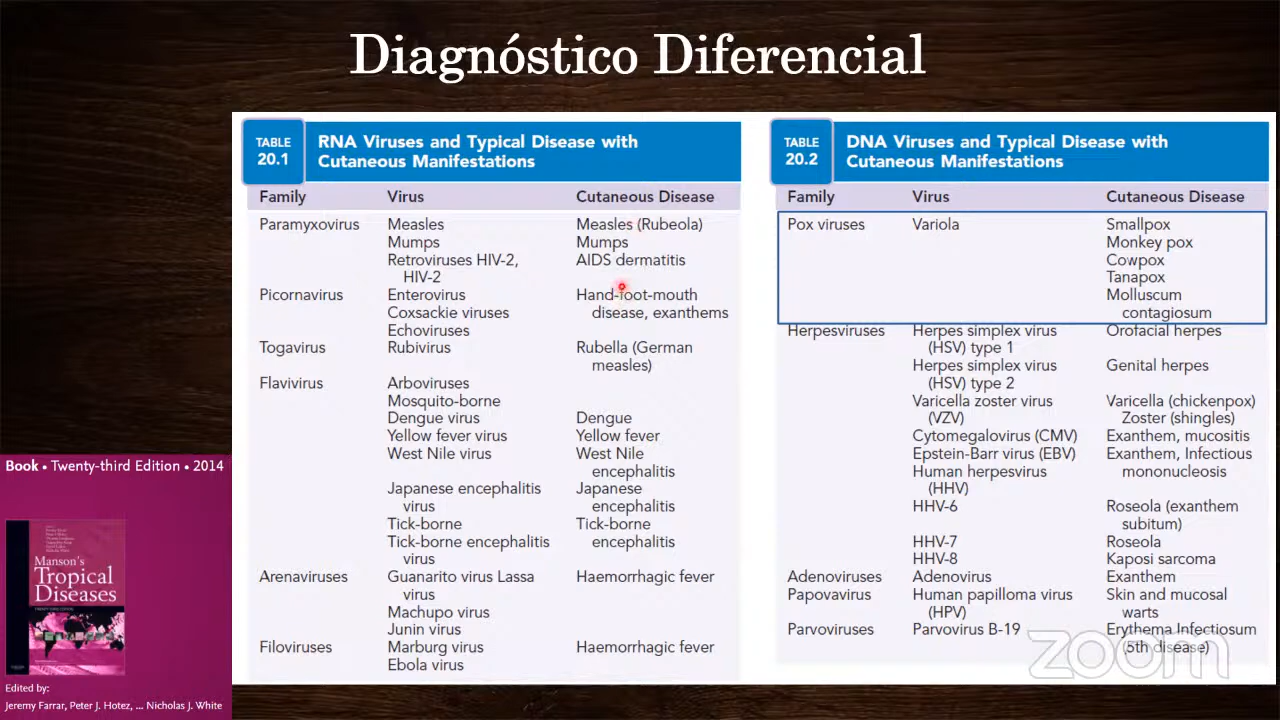 Diagnóstico Diferencial
TABLE 20.1
RNA Viruses and Typical Disease with
Cutaneous Manifestations
Family Virus Cutaneous Disease
Paramyxovirus Measles Measles (Rubeola)
Mumps Mumps
Retroviruses HIV-2, AIDS dermatitis
HIV-2
Picornavirus Enterovirus Hand-foot-mouth
Coxsackie viruses disease, exanthems
Echoviruses
Togavirus Rubivirus Rubella (German
measles)
Flavivirus Arboviruses
Mosquito-borne
Dengue virus Dengue
Yellow fever virus Yellow fever
West Nile virus West Nile
encephalitis
Japanese encephalitis Japanese
virus encephalitis
Tick-borne Tick-borne
Tick-borne encephalitis encephalitis
virus
Arenaviruses Guanarito virus Lassa Haemorrhagic fever
virus
Machupo virus
Junin virus
Filoviruses Marburg virus Haemorrhagic fever
Ebola virus
TABLE 20.2
DNA Viruses and Typical Disease with
Cutaneous Manifestations
Family Virus Cutaneous Disease
Pox viruses Variola Smallpox
Monkey pox
Cowpox
Tanapox
Molluscum
contagiosum
Herpesviruses Herpes simplex virus Orofacial herpes
(HSV) type 1
Herpes simplex virus Genital herpes
(HSV) type 2
Varicella zoster virus Varicella (chickenpox)
(VZV) Zoster (shingles)
Cytomegalovirus (CMV) Exanthem, mucositis
Epstein-Barr virus (EBV) Exanthem, Infectious
Human herpesvirus mononucleosis
(HHV)
HHV-6 Roseola (exanthem
subitum)
HHV-7 Roseola
HHV-8 Kaposi sarcoma
Adenoviruses Adenovirus Exanthem
Papovavirus Human papilloma virus Skin and mucosal
(HPV) warts
Parvoviruses Parvovirus B-19 Erythema Infectiosum
(5th disease)
zoom
Book • Twenty-third Edition • 2014
Manson's
Tropical
Diseases
Edited by:
Jeremy Farrar, Peter J. Hotez, ... Nicholas J. White